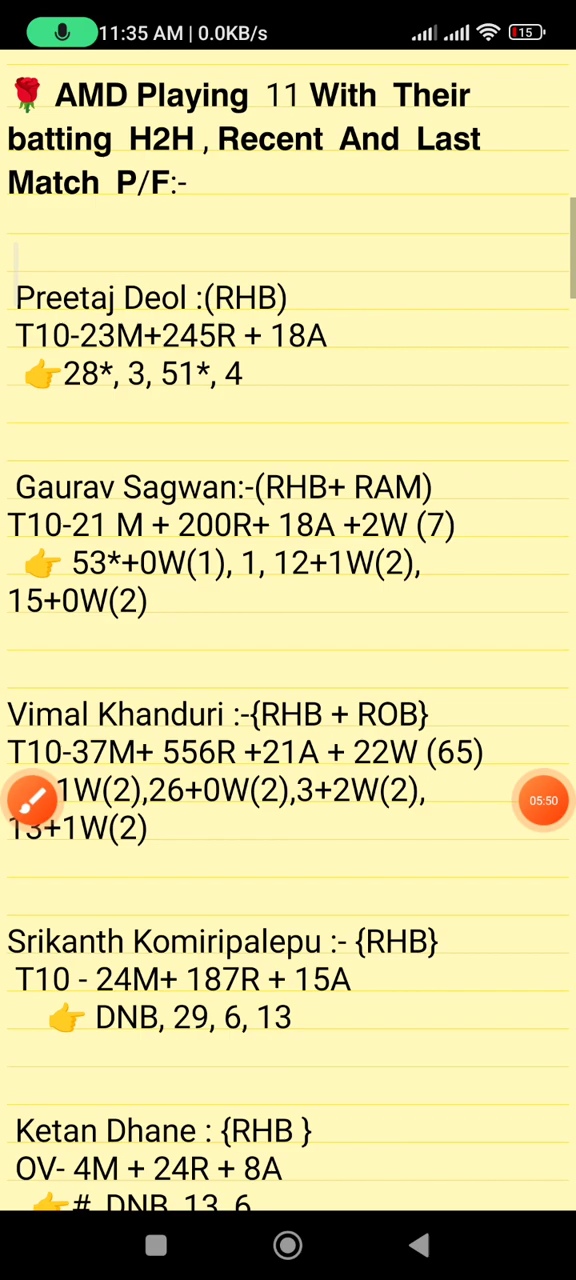 11:35 AM | 0.0KB/s
15
🌹 AMD Playing 11 With Their
batting H2H , Recent And Last
Match P/F:-
Preetaj Deol :(RHB)
T10-23M+245R + 18A
👉28*, 3, 51*, 4
Gaurav Sagwan:-(RHB+ RAM)
T10-21 M + 200R+ 18A +2W (7)
👉 53*+0W(1), 1, 12+1W(2),
15+0W(2)
Vimal Khanduri :-{RHB + ROB}
T10-37M+ 556R +21A + 22W (65)
1W(2),26+0W(2),3+2W(2),
05:50
13+1W(2)
Srikanth Komiripalepu :- {RHB}
T10 - 24M+ 187R + 15A
👉 DNB, 29, 6, 13
Ketan Dhane : {RHB }
OV- 4M + 24R + 8A
👉#, DNB, 13, 6